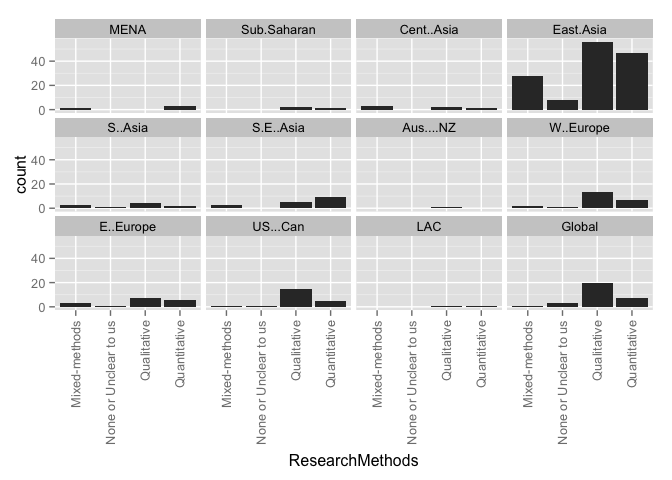 MENA Sub.Saharan Cent..Asia East.Asia
40
20
0
S..Asia S.E..Asia Aus....NZ W..Europe
40
20
0
E..Europe US...Can LAC Global
40
20
0
count
Mixed-methods None or Unclear to us Qualitative Quantitative Mixed-methods None or Unclear to us Qualitative Quantitative Mixed-methods None or Unclear to us Qualitative Quantitative Mixed-methods None or Unclear to us Qualitative Quantitative
ResearchMethods